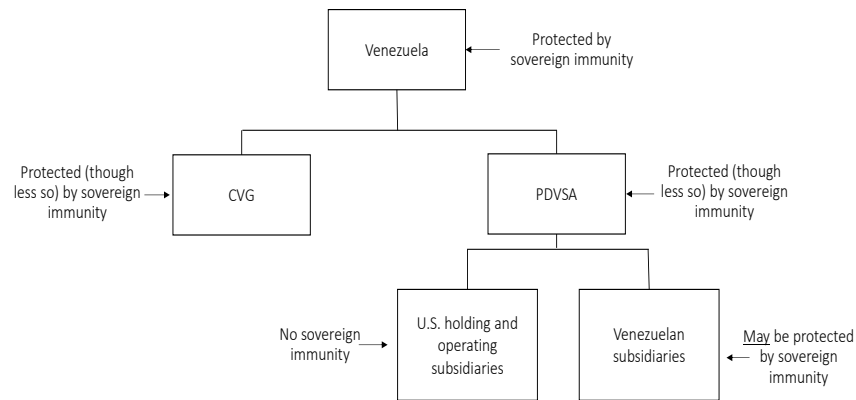 Venezuela
Protected by
sovereign immunity
Protected (though
less so) by sovereign
immunity
CVG
PDVSA
Protected (though
less so) by sovereign
immunity
No sovereign
immunity
U.S. holding and
operating
subsidiaries
Venezuelan
subsidiaries
May be protected
by sovereign
immunity